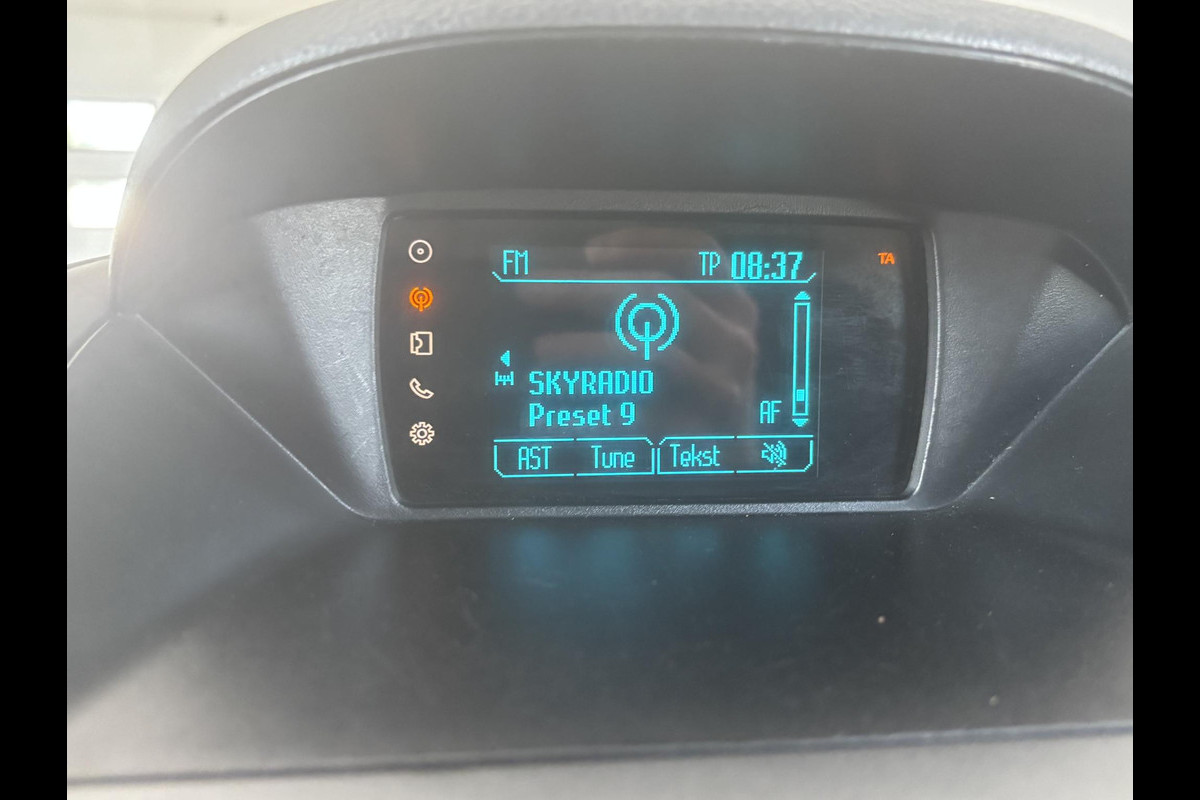 FM TP 08:37 TA
SKYRADIO
Preset 9 AF
AST Tune Tekst